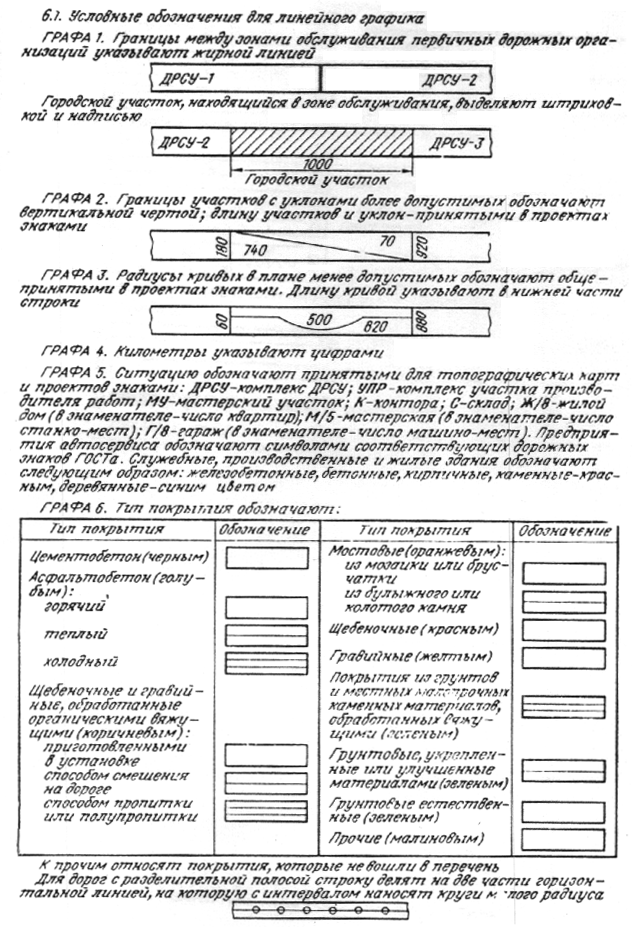 6.1. Условные обозначения для линейного графика
ГРАФА 1. Границы между зонами обслуживания первичных дорожных орга-
низаций указывают жирной линией
ДРСУ-1 ДРСУ-2
Городской участок, находящийся в зоне обслуживания, выделяют штрихов-
кой и надписью
ДРСУ-2 ДРСУ-3
1000
Городской участок
ГРАФА 2. Границы участков с уклонами более допустимых обозначают
вертикальной чертой; длину участков и уклон-принятыми в проектах
знаками
180 740 70 920
ГРАФА 3. Радиусы кривых в плане менее допустимых обозначают обще-
принятыми в проектах знаками. Длину кривой указывают в нижней части
строки
60 500 820 880
ГРАФА 4. Километры указывают цифрами
ГРАФА 5. Ситуацию обозначают принятыми для топографических карт
и проектов знаками: ДРСУ-комплекс ДРСУ; УПР-комплекс участка произво-
дителя работ; МУ-мастерский участок; К-контора; С-склад; Ж/8-жилой
дом (в знаменателе-число квартир); М/5-мастерская (в знаменателе-число
станко-мест); Г/8-гараж (в знаменателе-число машино-мест). Предприя-
тия автосервиса обозначают символами соответствующих дорожных
знаков ГОСТа. Служебные, производственные и жилые здания обозначают
следующим образом: железобетонные, бетонные, кирпичные, каменные-крас-
ным, деревянные-синим цветом
ГРАФА 6. Тип покрытия обозначают:
Тип покрытия Обозначение Тип покрытия Обозначение
Цементобетон (черным)
Асфальтобетон (голу-
бым):
горячий
теплый
холодный
Щебеночные и гравий-
ные, обработанные
органическими вяжу-
щими (коричневым):
приготовленными
в установке
способом смешения
на дороге
способом пропитки
или полупропитки
Мостовые (оранжевым):
из мозаики или брус-
чатки
из булыжного или
колотого камня
Щебеночные (красным)
Гравийные (желтым)
Покрытия из грунтов
и местных малопрочных
каменных материалов,
обработанных вяжу-
щими (зеленым)
Грунтовые, укреплен-
ные или улучшенные
материалами (зеленым)
Грунтовые естествен-
ные (зеленым)
Прочие (малиновым)
К прочим относят покрытия, которые не вошли в перечень
Для дорог с разделительной полосой строку делят на две части горизон-
тальной линией, на которую с интервалом наносят круги малого радиуса